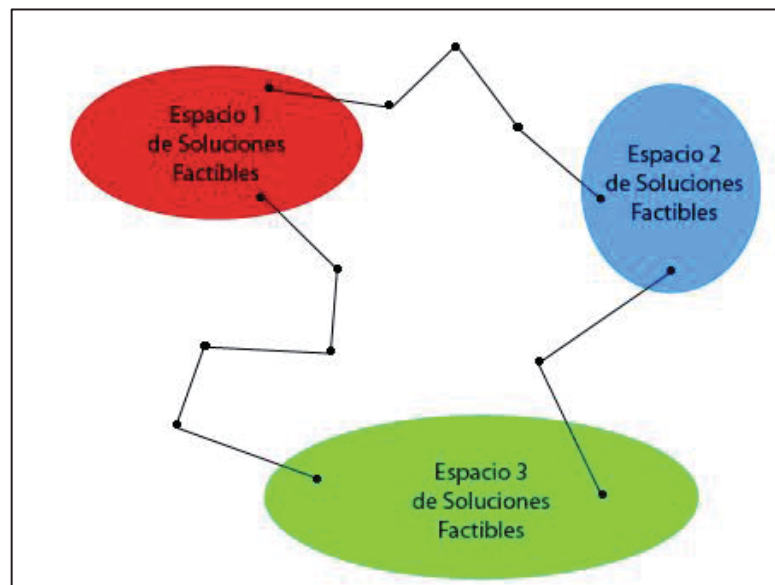 Espacio 1
de Soluciones
Factibles
Espacio 2
de Soluciones
Factibles
Espacio 3
de Soluciones
Factibles